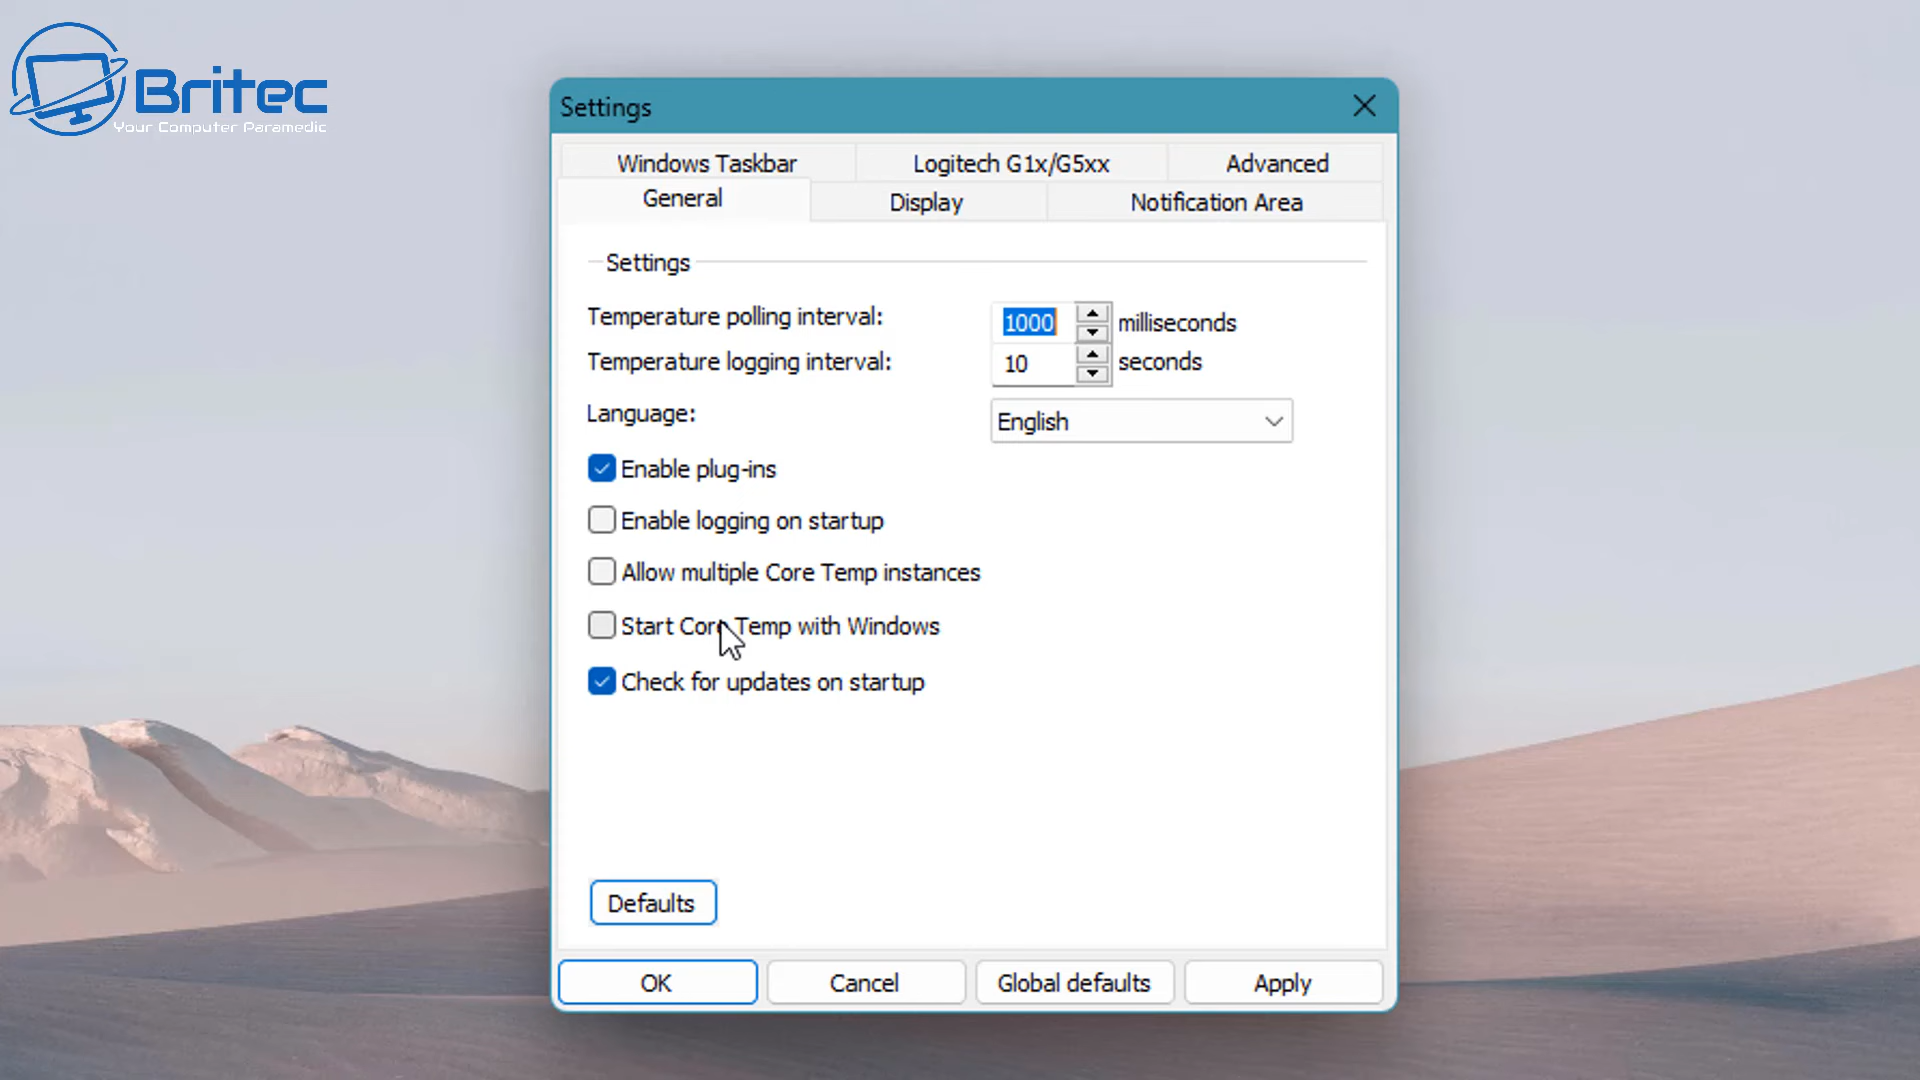 Britec
Your Computer Paramedic
Settings
Windows Taskbar
Logitech G1x/G5xx
Advanced
General
Display
Notification Area
Settings
Temperature polling interval:
1000
milliseconds
Temperature logging interval:
10
seconds
Language:
English
Enable plug-ins
Enable logging on startup
Allow multiple Core Temp instances
Start Core Temp with Windows
Check for updates on startup
Defaults
OK
Cancel
Global defaults
Apply